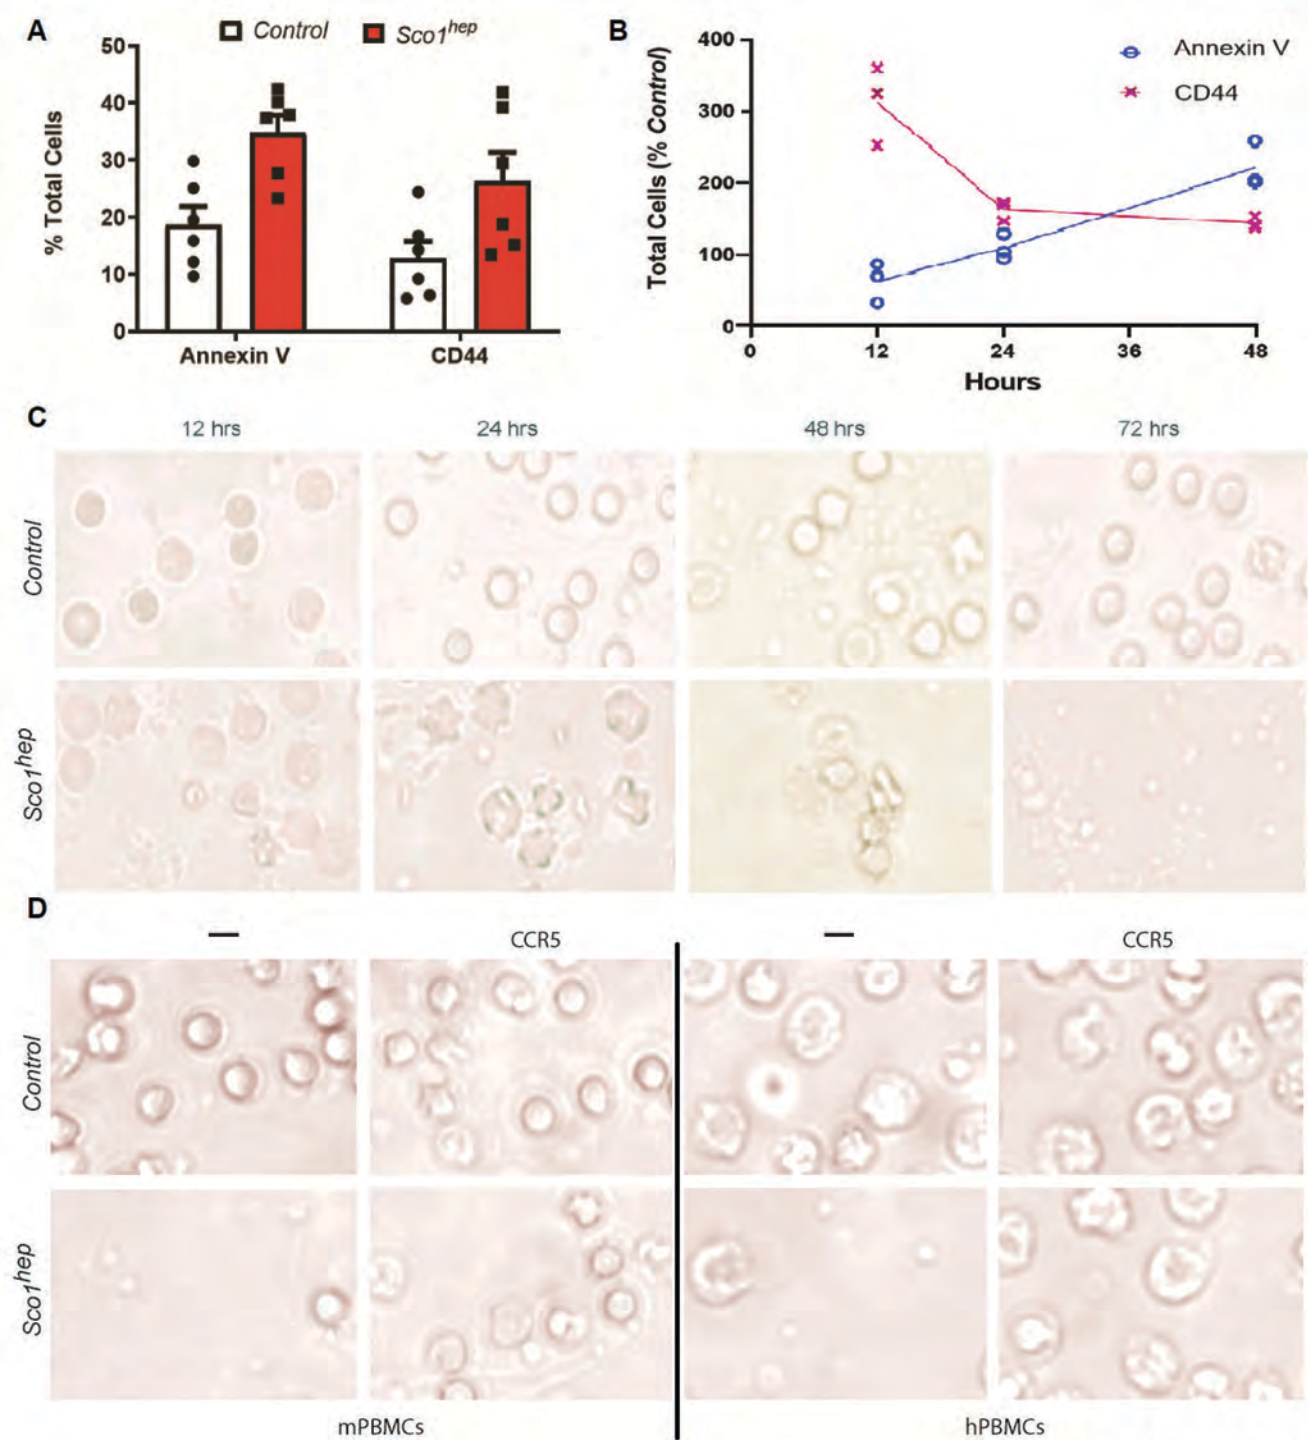 A
Control Sco1hep
50
40
30
20
10
0
% Total Cells
Annexin V CD44
B
400
300
200
100
0
Total Cells (% Control)
Annexin V
CD44
0 12 24 36 48
Hours
C
12 hrs 24 hrs 48 hrs 72 hrs
Control
Sco1hep
D
— CCR5 — CCR5
Control
Sco1hep
mPBMCs hPBMCs